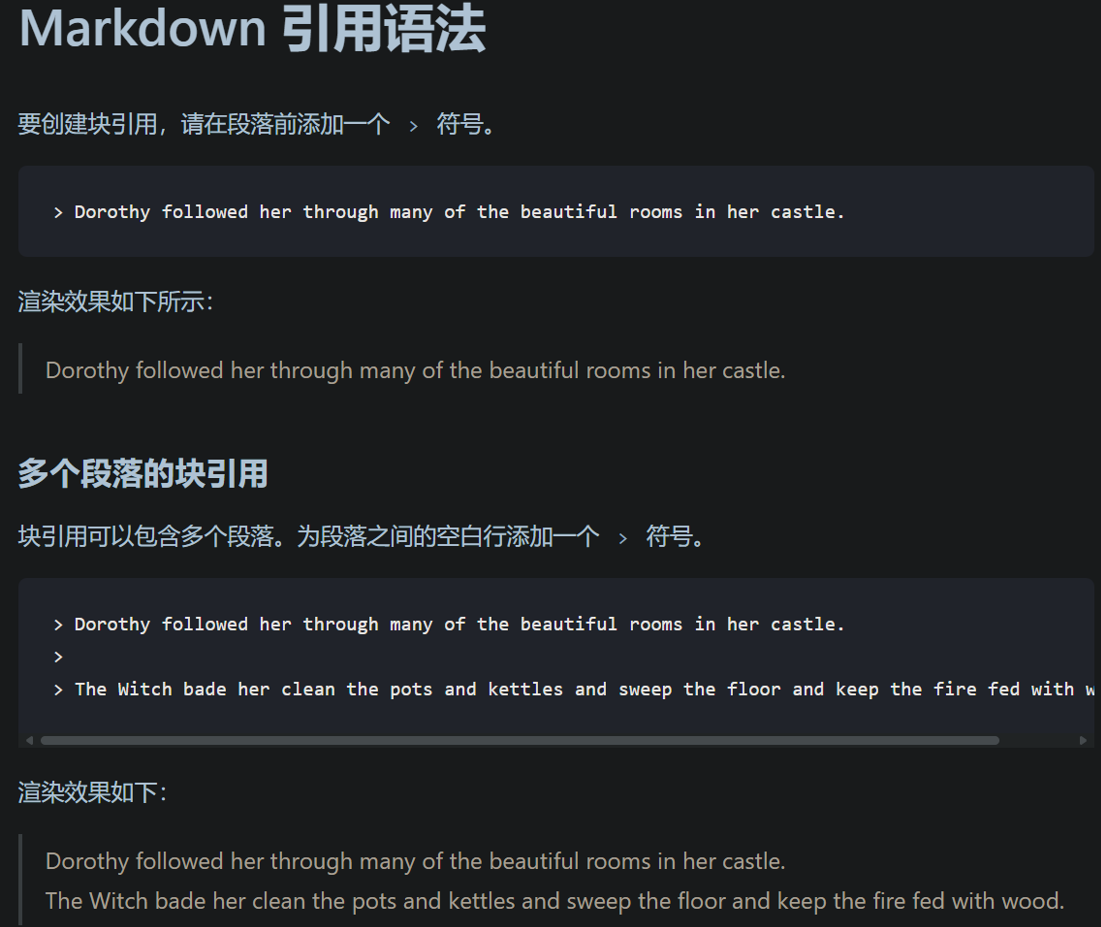 Markdown 引用语法
要创建块引用，请在段落前添加一个 > 符号。
> Dorothy followed her through many of the beautiful rooms in her castle.
渲染效果如下所示：
Dorothy followed her through many of the beautiful rooms in her castle.
多个段落的块引用
块引用可以包含多个段落。为段落之间的空白行添加一个 > 符号。
> Dorothy followed her through many of the beautiful rooms in her castle.
>
> The Witch bade her clean the pots and kettles and sweep the floor and keep the fire fed with
渲染效果如下：
Dorothy followed her through many of the beautiful rooms in her castle.
The Witch bade her clean the pots and kettles and sweep the floor and keep the fire fed with wood.